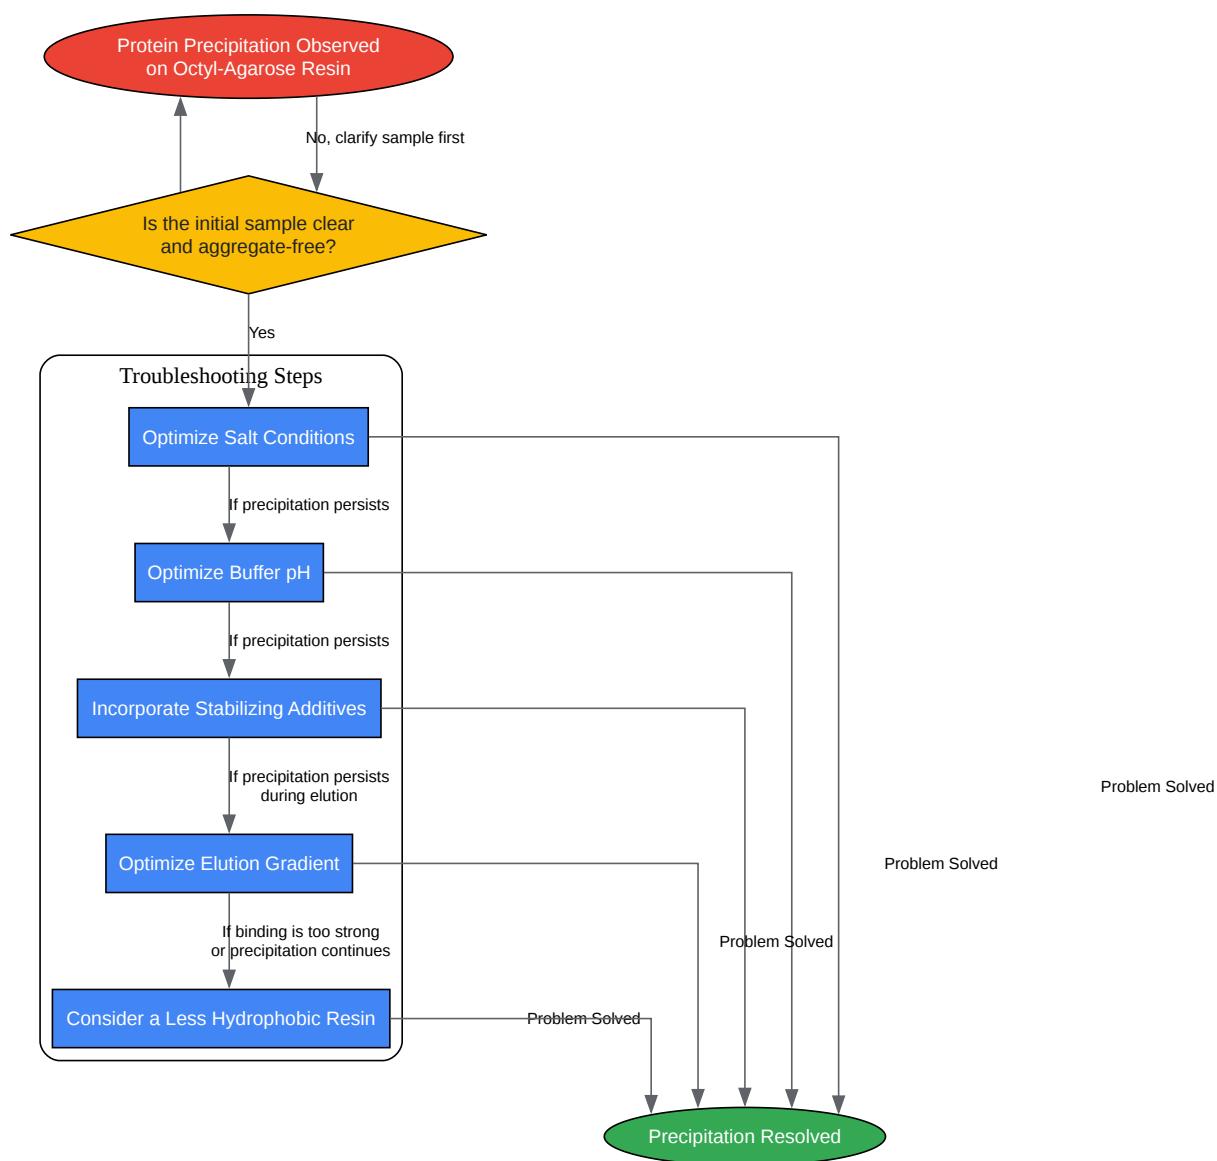 Protein Precipitation Observed
on Octyl-Agarose Resin
No, clarify sample first
Is the initial sample clear
and aggregate-free?
Yes
Troubleshooting Steps
Optimize Salt Conditions
If precipitation persists
Optimize Buffer pH
If precipitation persists
Incorporate Stabilizing Additives
If precipitation persists
during elution
Problem Solved
Optimize Elution Gradient
Problem Solved
If binding is too strong
or precipitation continues
Problem Solved
Consider a Less Hydrophobic Resin
Problem Solved
Precipitation Resolved